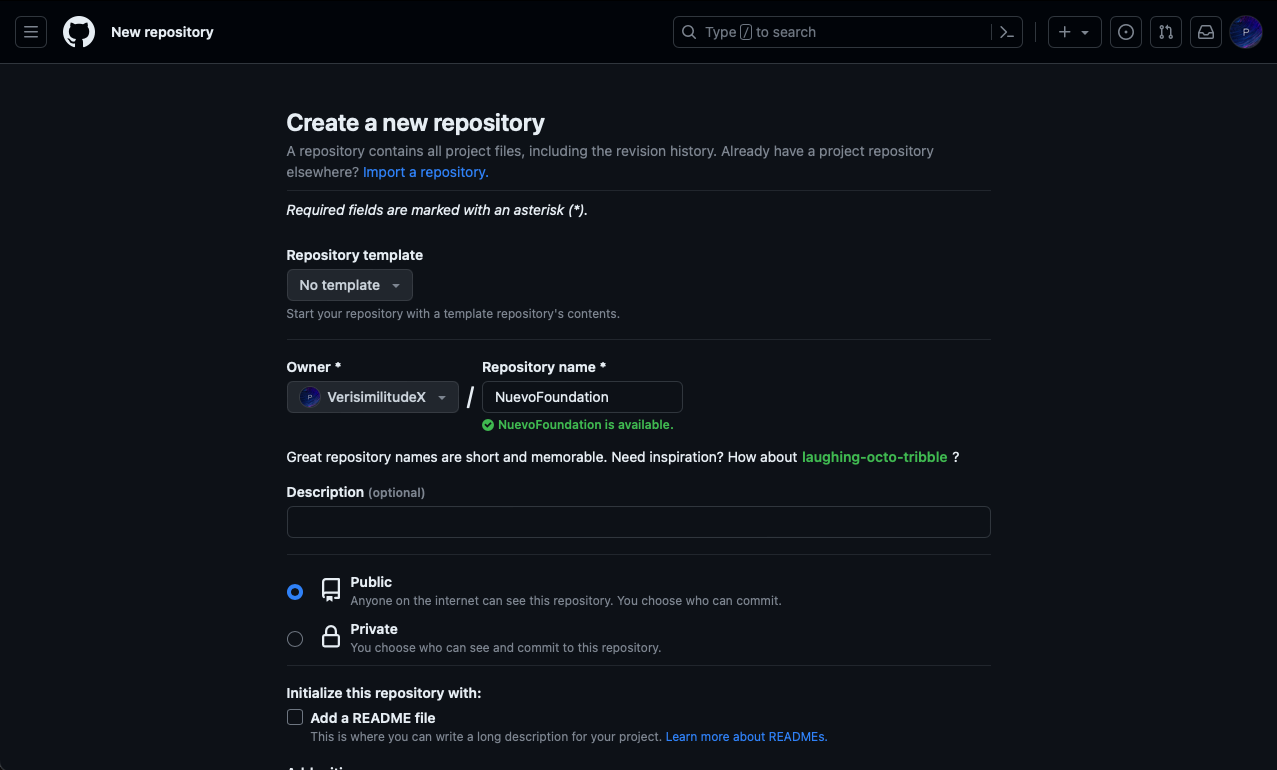 New repository
Type / to search
Create a new repository
A repository contains all project files, including the revision history. Already have a project repository
elsewhere? Import a repository.
Required fields are marked with an asterisk (*).
Repository template
No template
Start your repository with a template repository's contents.
Owner *
Repository name *
P VerisimilitudeX / NuevoFoundation
NuevoFoundation is available.
Great repository names are short and memorable. Need inspiration? How about laughing-octo-tribble ?
Description (optional)
Public
Anyone on the internet can see this repository. You choose who can commit.
Private
You choose who can see and commit to this repository.
Initialize this repository with:
Add a README file
This is where you can write a long description for your project. Learn more about READMEs.